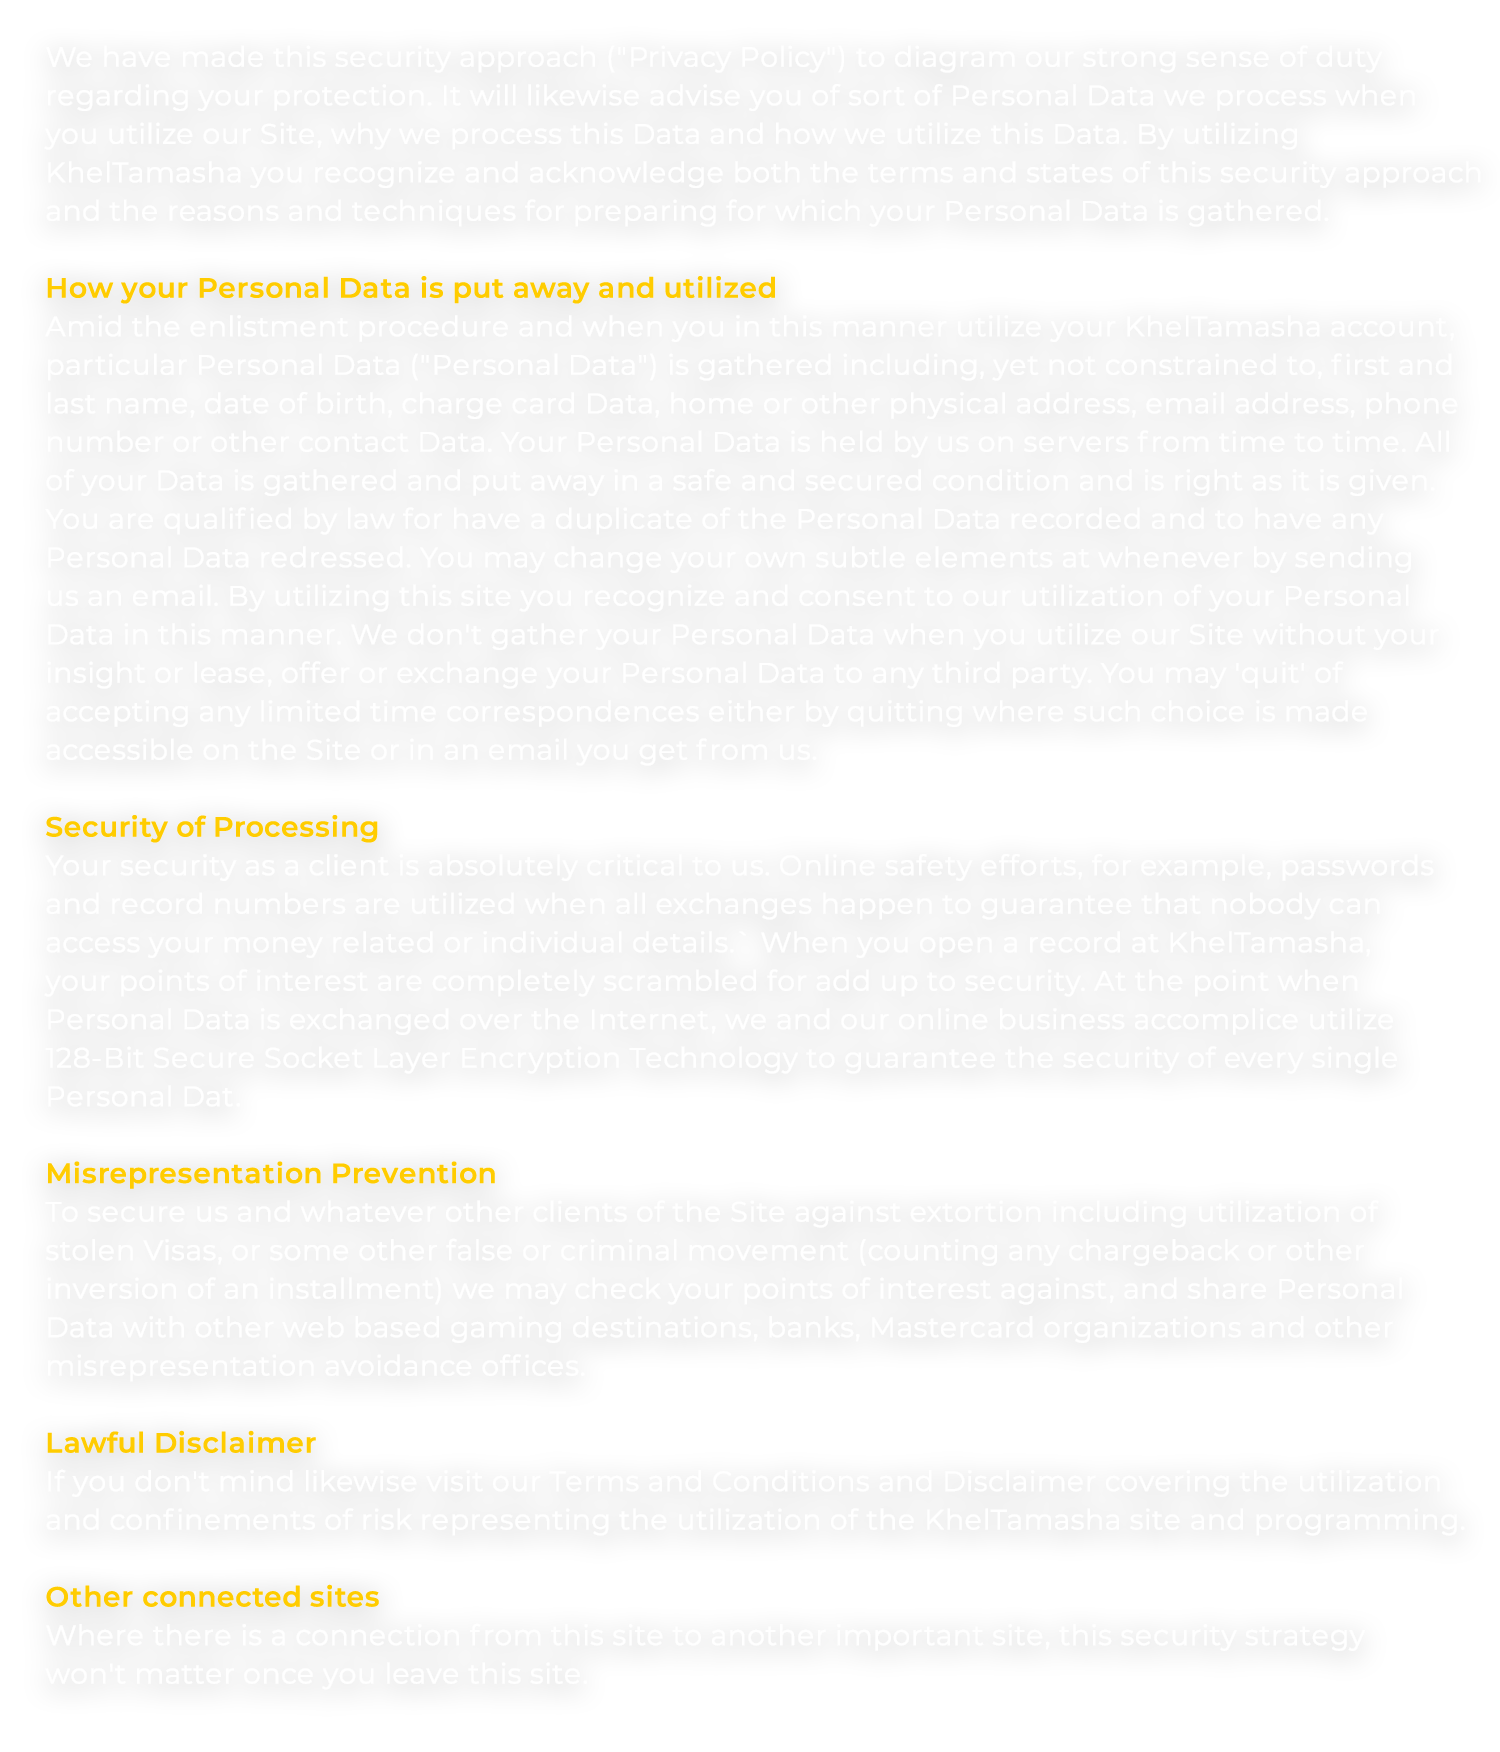 We have made this security approach ("Privacy Policy") to diagram our strong sense of duty
regarding your protection. It will likewise advise you of sort of Personal Data we process when
you utilize our Site, why we process this Data and how we utilize this Data. By utilizing
KhelTamasha you recognize and acknowledge both the terms and states of this security approach
and the reasons and techniques for preparing for which your Personal Data is gathered.
How your Personal Data is put away and utilized
Amid the enlistment procedure and when you in this manner utilize your KhelTamasha account,
particular Personal Data ("Personal Data") is gathered including, yet not constrained to, first and
last name, date of birth, charge card Data, home or other physical address, email address, phone
number or other contact Data. Your Personal Data is held by us on servers from time to time. All
of your Data is gathered and put away in a safe and secured condition and is right as it is given.
You are qualified by law for have a duplicate of the Personal Data recorded and to have any
Personal Data redressed. You may change your own subtle elements at whenever by sending
us an email. By utilizing this site you recognize and consent to our utilization of your Personal
Data in this manner. We don't gather your Personal Data when you utilize our Site without your
insight or lease, offer or exchange your Personal Data to any third party. You may 'quit' of
accepting any limited time correspondences either by quitting where such choice is made
accessible on the Site or in an email you get from us.
Security of Processing
Your security as a client is absolutely critical to us. Online safety efforts, for example, passwords
and record numbers are utilized when all exchanges happen to guarantee that nobody can
access your money related or individual details.` When you open a record at KhelTamasha,
your points of interest are completely scrambled for add up to security. At the point when
Personal Data is exchanged over the Internet, we and our online business accomplice utilize
128-Bit Secure Socket Layer Encryption Technology to guarantee the security of every single
Personal Dat.
Misrepresentation Prevention
To secure us and whatever other clients of the Site against extortion including utilization of
stolen Visas, or some other false or criminal movement (counting any chargeback or other
inversion of an installment) we may check your points of interest against, and share Personal
Data with other web based gaming destinations, banks, Mastercard organizations and other
misrepresentation avoidance offices.
Lawful Disclaimer
If you don't mind likewise visit our Terms and Conditions and Disclaimer covering the utilization
and confinements of risk representing the utilization of the KhelTamasha site and programming.
Other connected sites
Where there is a connection from this site to another important site, this security strategy
won't matter once you leave this site.